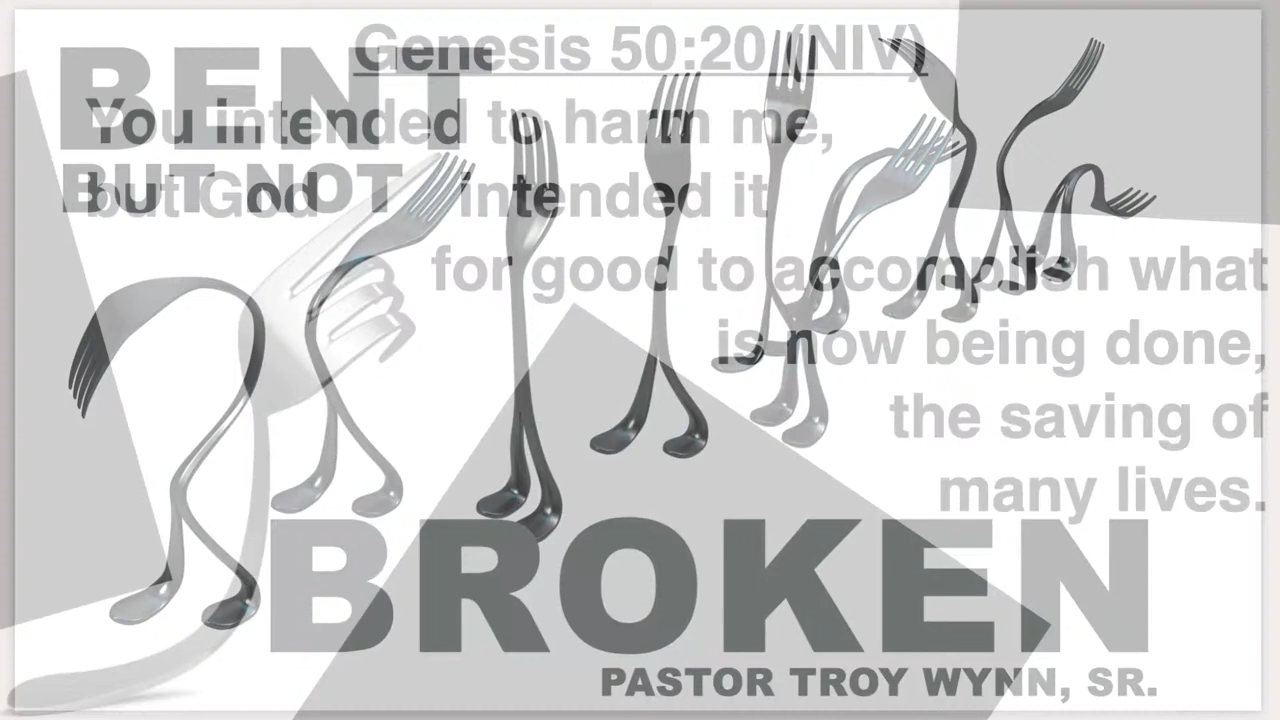 BENT
BUT NOT
BROKEN
PASTOR TROY WYNN, SR.
Genesis 50:20 (NIV)
You intended to harm me,
but God intended it
for good to accomplish what
is now being done,
the saving of
many lives.